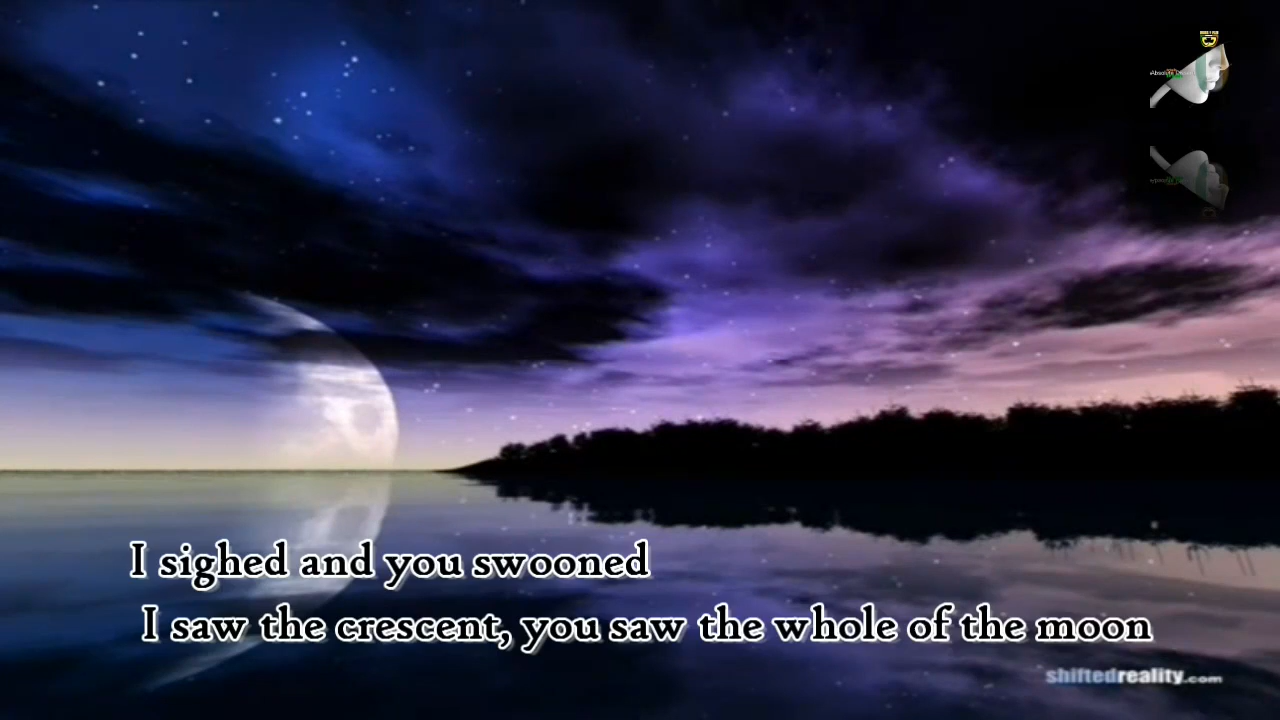 I sighed and you swooned
I saw the crescent, you saw the whole of the moon
shiftedreality.com